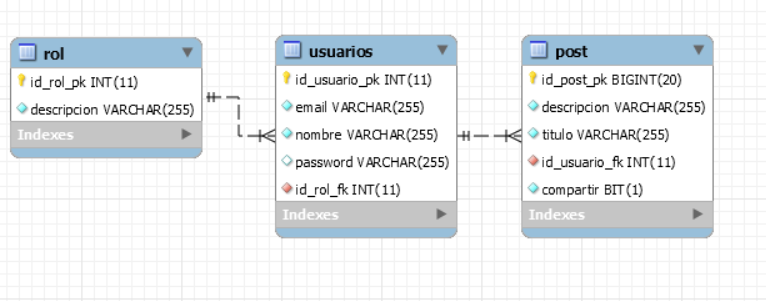 rol
id_rol_pk INT(11)
descripcion VARCHAR(255)
Indexes
usuarios
id_usuario_pk INT(11)
email VARCHAR(255)
nombre VARCHAR(255)
password VARCHAR(255)
id_rol_fk INT(11)
Indexes
post
id_post_pk BIGINT(20)
descripcion VARCHAR(255)
titulo VARCHAR(255)
id_usuario_fk INT(11)
compartir BIT(1)
Indexes